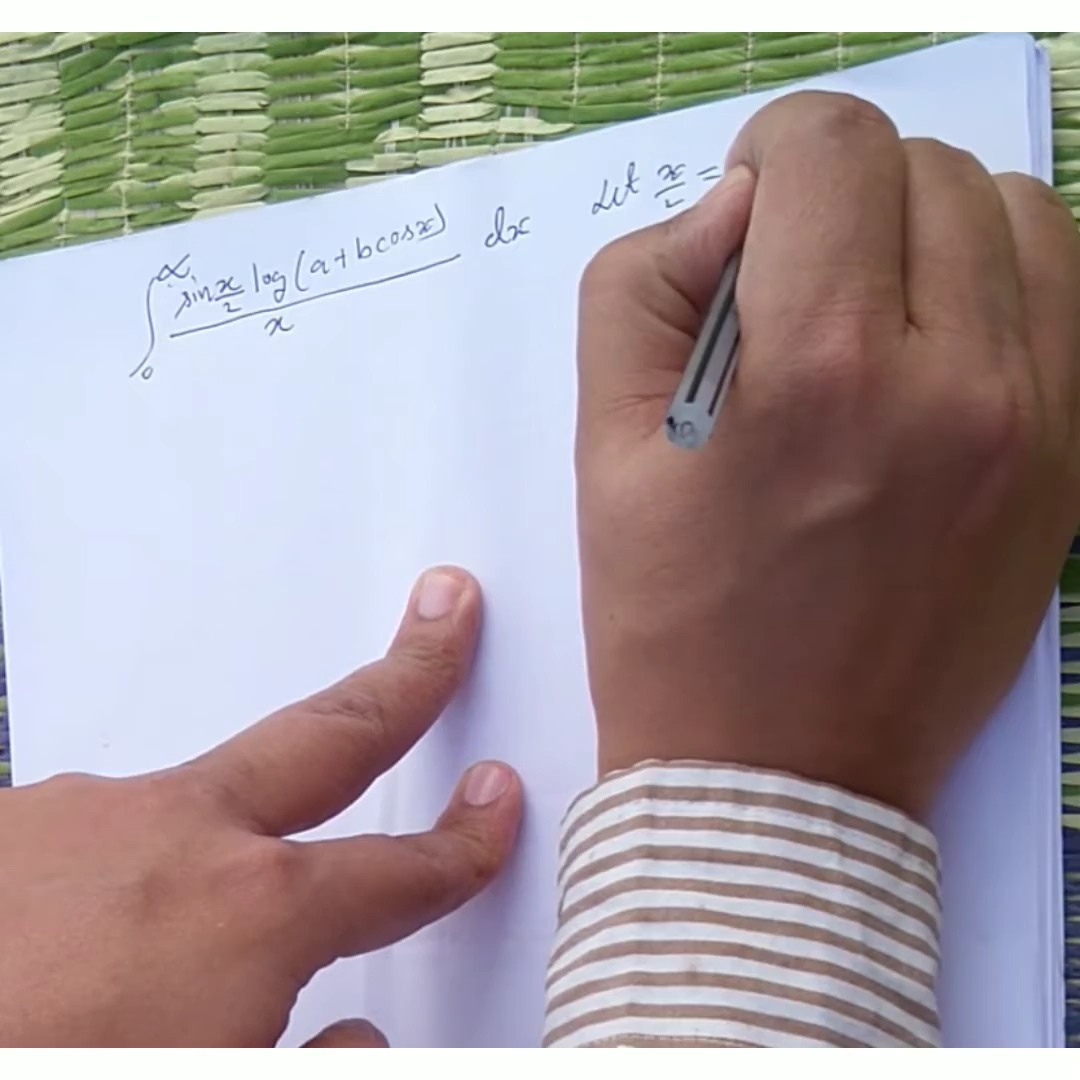 ∫₀^∝ (sin x/2 log(a+b cos x))/x dx
Let x/2 =